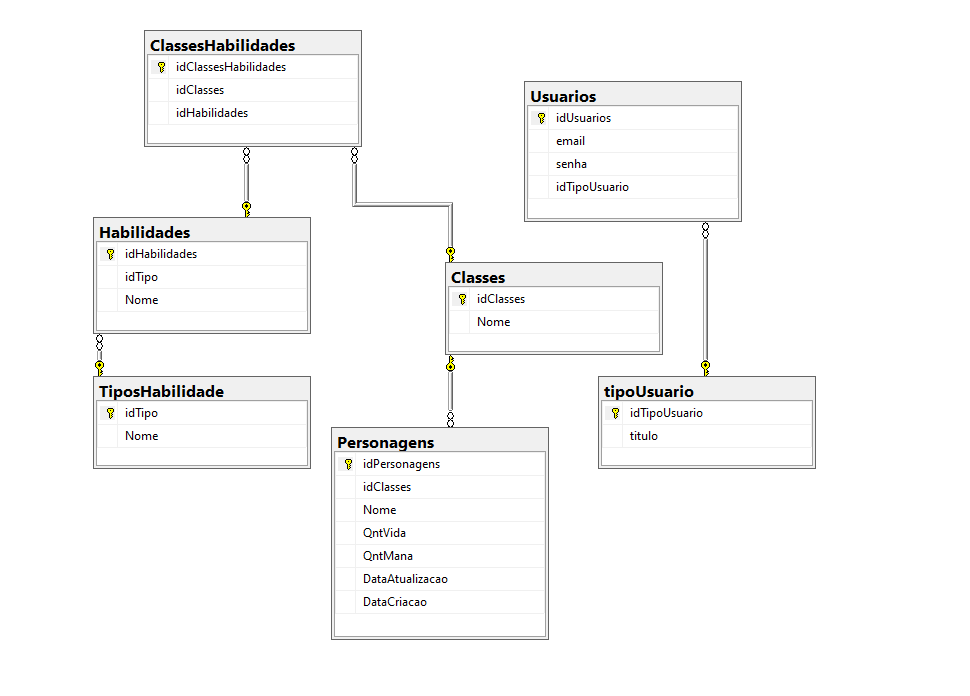 ClassesHabilidades
idClassesHabilidades
idClasses
idHabilidades
Usuarios
idUsuarios
email
senha
idTipoUsuario
Habilidades
idHabilidades
idTipo
Nome
Classes
idClasses
Nome
TiposHabilidade
idTipo
Nome
tipoUsuario
idTipoUsuario
titulo
Personagens
idPersonagens
idClasses
Nome
QntVida
QntMana
DataAtualizacao
DataCriacao